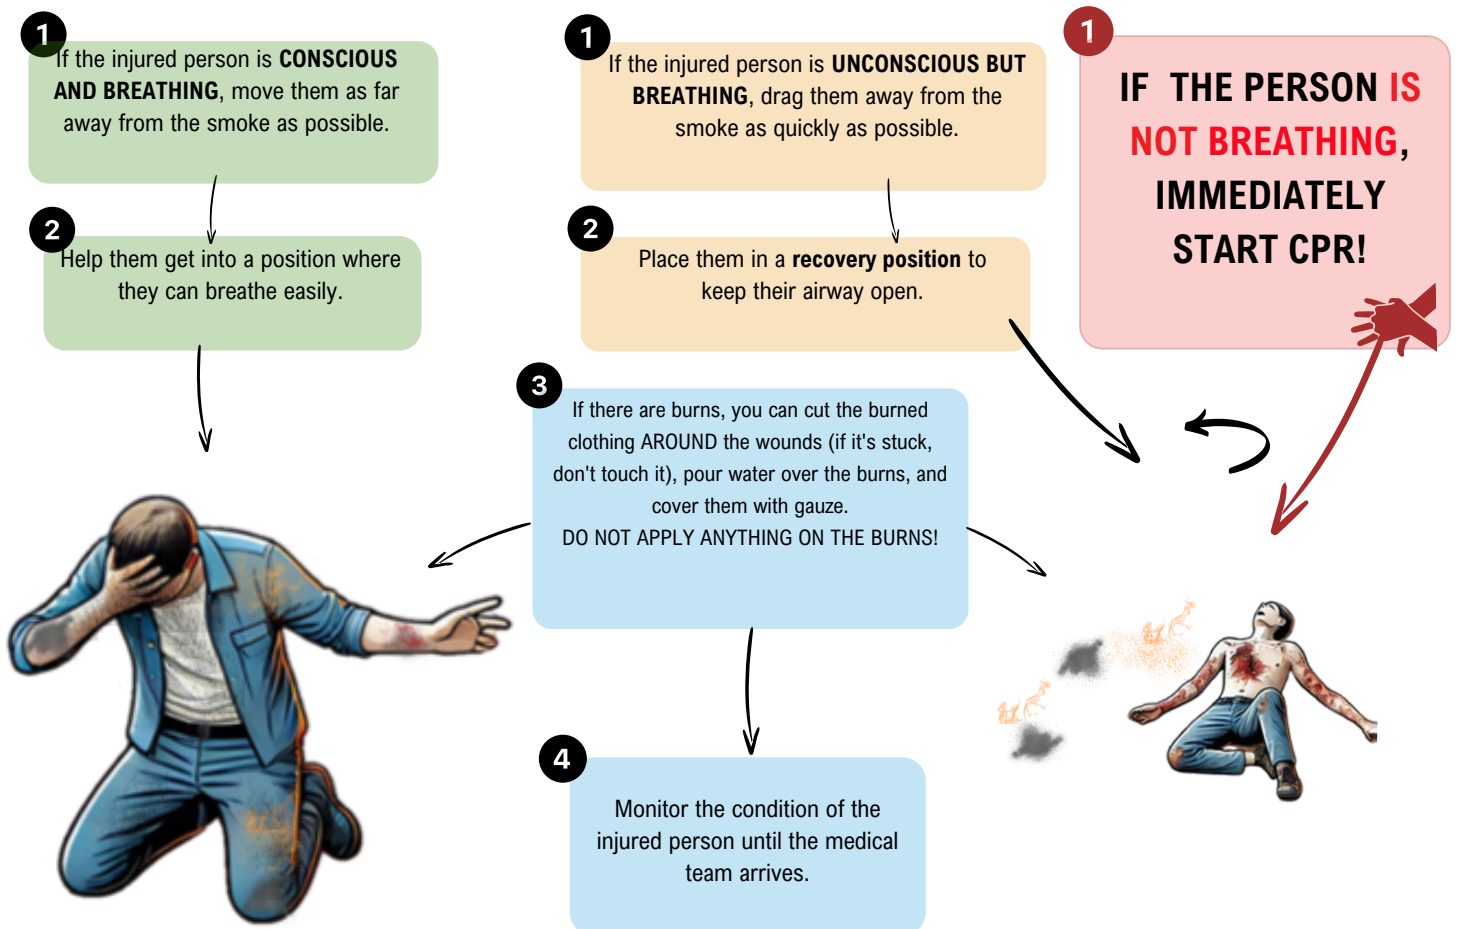 1
If the injured person is CONSCIOUS
AND BREATHING, move them as far
away from the smoke as possible.
2
Help them get into a position where
they can breathe easily.
1
If the injured person is UNCONSCIOUS BUT
BREATHING, drag them away from the
smoke as quickly as possible.
2
Place them in a recovery position to
keep their airway open.
1
IF THE PERSON IS
NOT BREATHING,
IMMEDIATELY
START CPR!
3
If there are burns, you can cut the burned
clothing AROUND the wounds (if it's stuck,
don't touch it), pour water over the burns, and
cover them with gauze.
DO NOT APPLY ANYTHING ON THE BURNS!
4
Monitor the condition of the
injured person until the medical
team arrives.